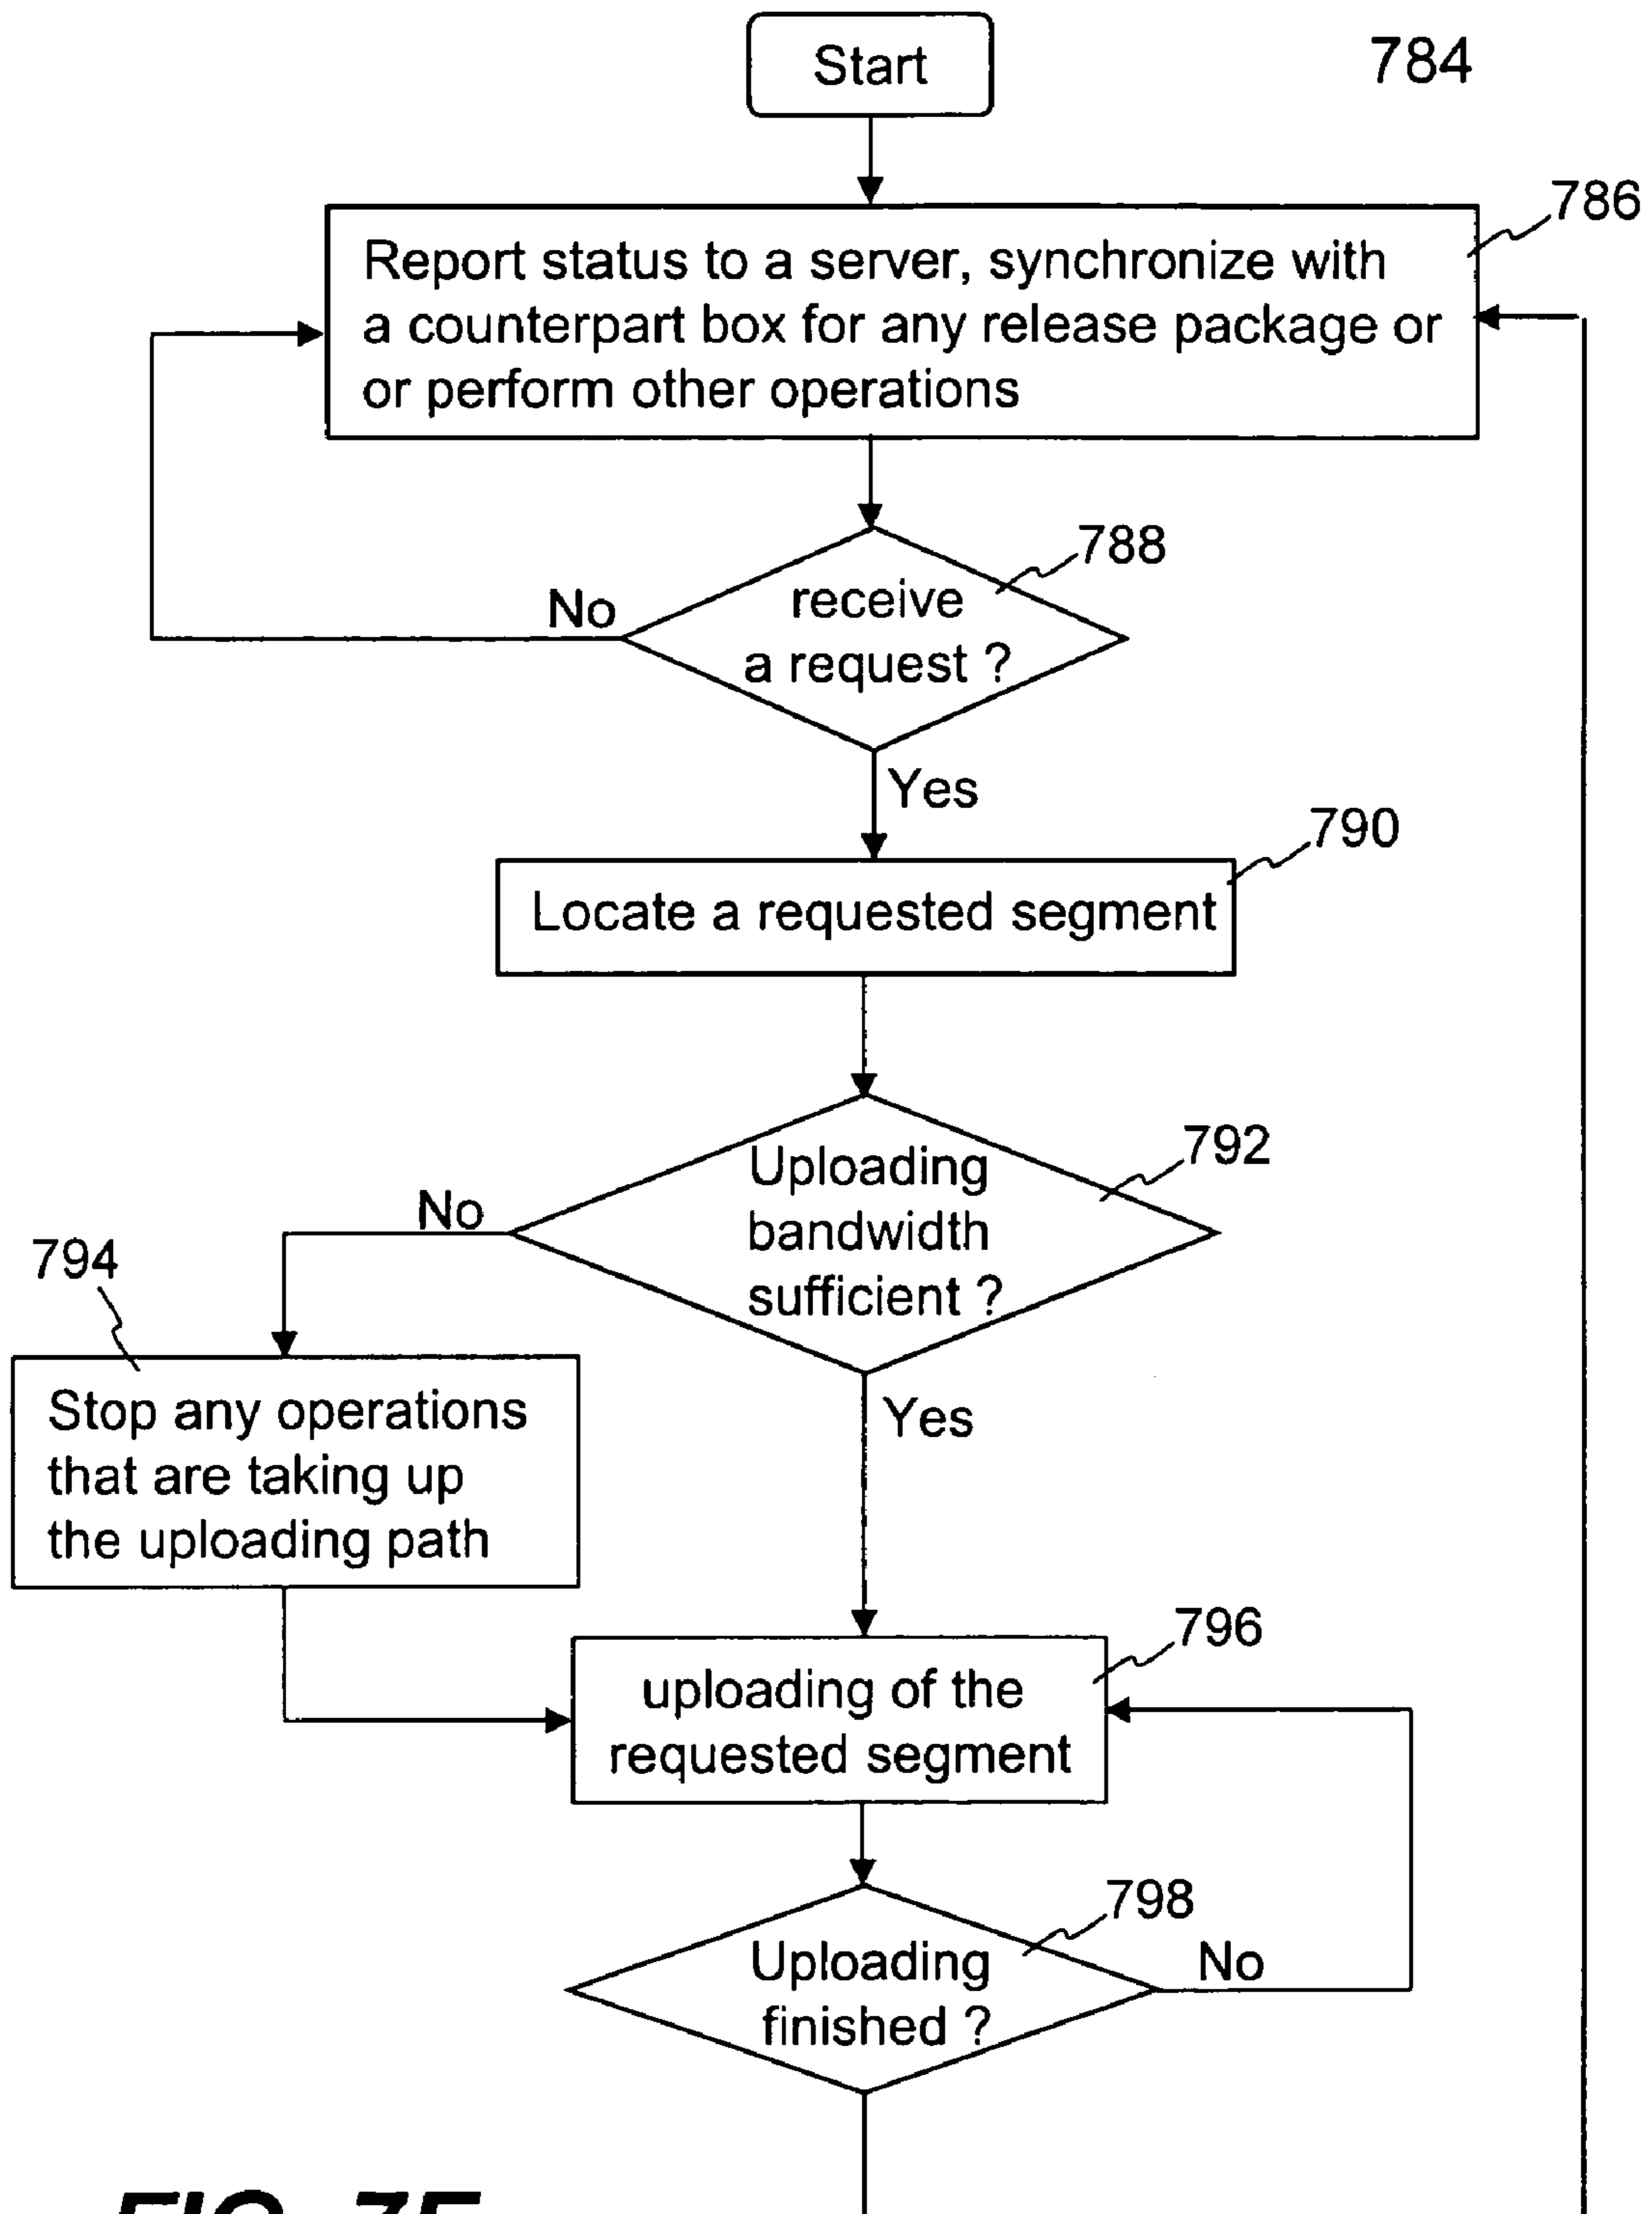 Start
784
786
Report status to a server, synchronize with
a counterpart box for any release package or
or perform other operations
788
No
receive
a request ?
Yes
790
Locate a requested segment
792
Uploading
bandwidth
sufficient ?
No
794
Stop any operations
that are taking up
the uploading path
Yes
796
uploading of the
requested segment
798
Uploading
finished ?
No